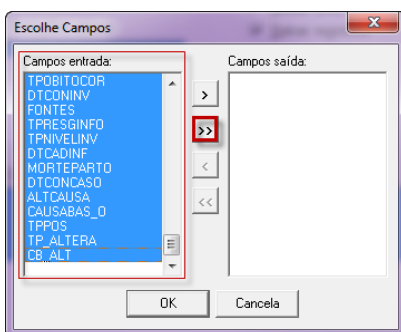 Escolhe Campos
Campos entrada:
Campos saída:
TPOBITOCOR
DTCONINV
FONTES
TPRESGINFO
TPNIVELINV
DTCADINF
MORTEPARTO
DTCONCASO
ALTCAUSA
CAUSABAS_O
TPPOS
TP_ALTERA
CB_ALT
>
>>
<
<<
OK
Cancela